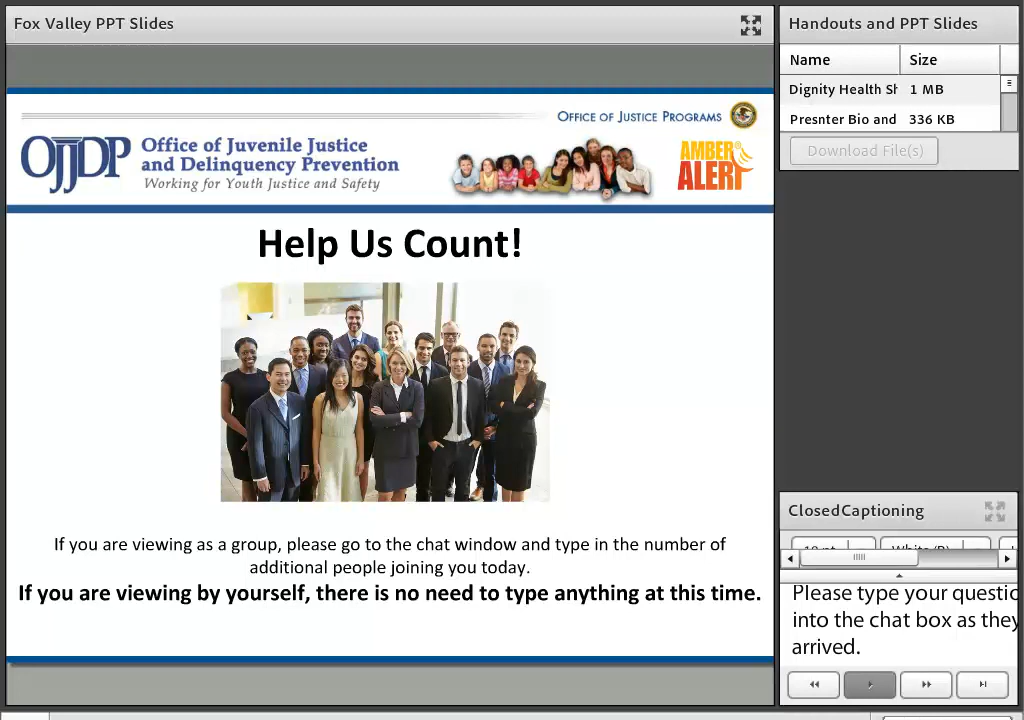 Fox Valley PPT Slides
Handouts and PPT Slides
Name Size
Dignity Health Sh 1 MB
Presnter Bio and 336 KB
Download File(s)
OFFICE OF JUSTICE PROGRAMS
OJJDP
Office of Juvenile Justice
and Delinquency Prevention
Working for Youth Justice and Safety
AMBER
ALERT
Help Us Count!
If you are viewing as a group, please go to the chat window and type in the number of
additional people joining you today.
If you are viewing by yourself, there is no need to type anything at this time.
ClosedCaptioning
Please type your questio
into the chat box as they
arrived.